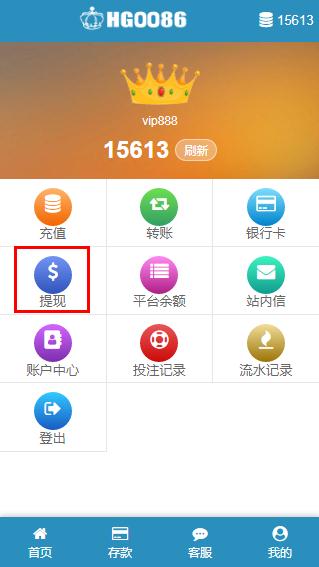 HG0086
15613
vip888
15613 刷新
充值
转账
银行卡
提现
平台余额
站内信
账户中心
投注记录
流水记录
登出
首页
存款
客服
我的